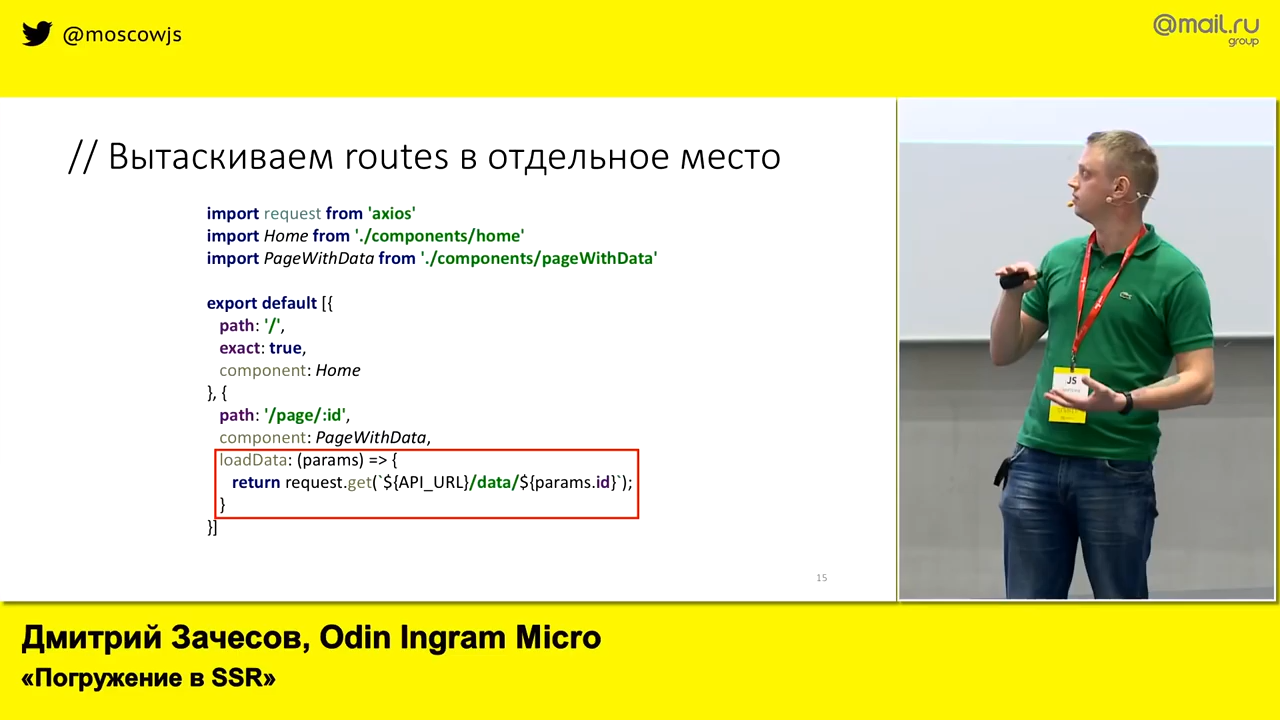 @moscowjs
@mail.ru
group
// Вытаскиваем routes в отдельное место
import request from 'axios'
import Home from './components/home'
import PageWithData from './components/pageWithData'
export default [{
path: '/',
exact: true,
component: Home
}, {
path: '/page/:id',
component: PageWithData,
loadData: (params) => {
return request.get(`${API_URL}/data/${params.id}`);
}
}]
15
JS
Дмитрий Зачесов, Odin Ingram Micro
«Погружение в SSR»